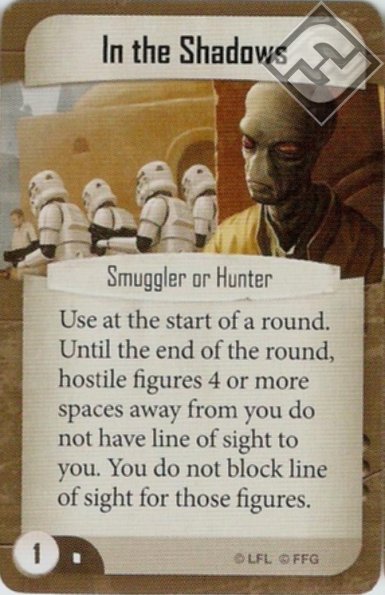 In the Shadows
Smuggler or Hunter
Use at the start of a round.
Until the end of the round,
hostile figures 4 or more
spaces away from you do
not have line of sight to
you. You do not block line
of sight for those figures.
1
© LFL © FFG